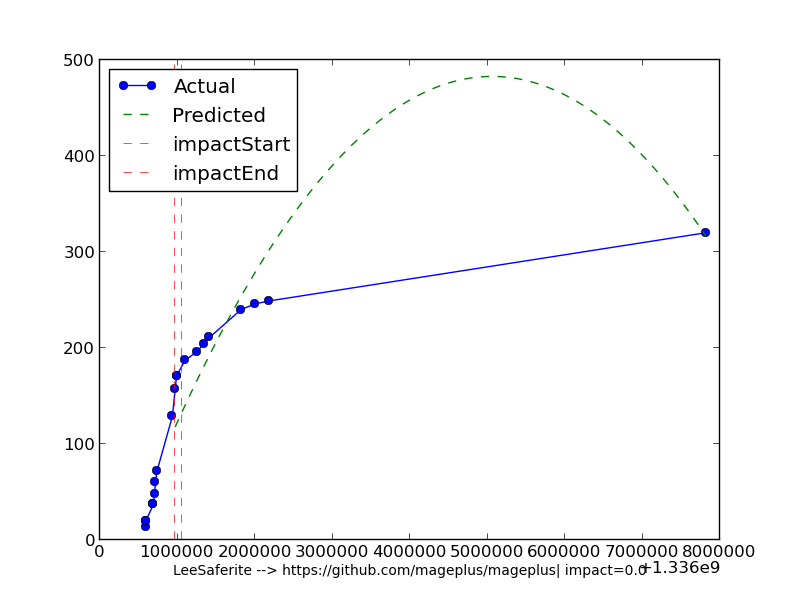 500
400
300
200
100
0
Actual
Predicted
impactStart
impactEnd
0 1000000 2000000 3000000 4000000 5000000 6000000 7000000 8000000
+1.336e9
LeeSaferite --> https://github.com/mageplus/mageplus| impact=0.0